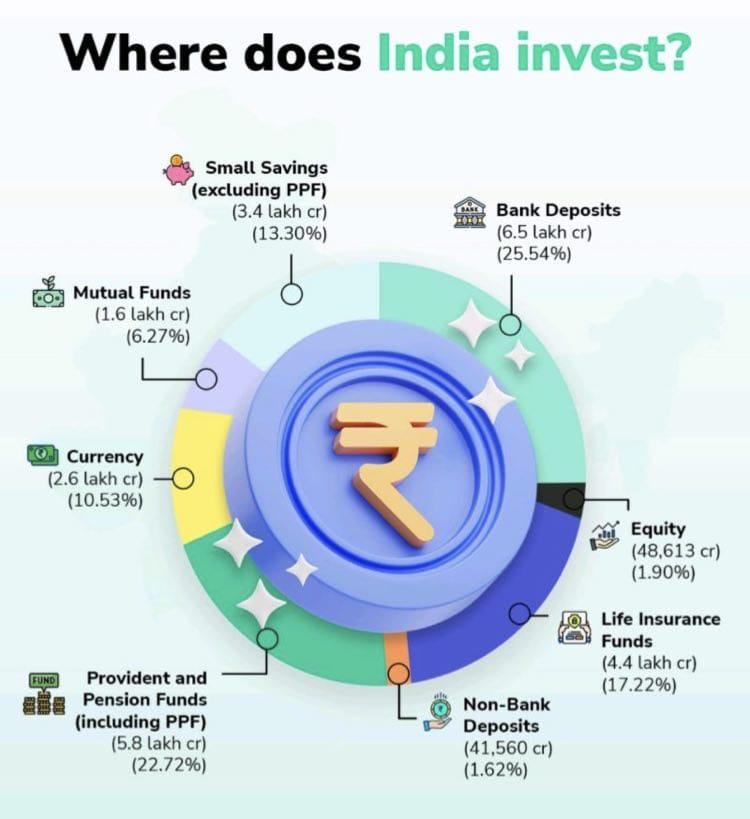 Where does India invest?
Small Savings
(excluding PPF)
(3.4 lakh cr)
(13.30%)
BANK
Bank Deposits
(6.5 lakh cr)
(25.54%)
Mutual Funds
(1.6 lakh cr)
(6.27%)
₹
Currency
(2.6 lakh cr)
(10.53%)
Equity
(48,613 cr)
(1.90%)
Life Insurance
Funds
(4.4 lakh cr)
(17.22%)
FUND
Provident and
Pension Funds
(including PPF)
(5.8 lakh cr)
(22.72%)
Non-Bank
Deposits
(41,560 cr)
(1.62%)